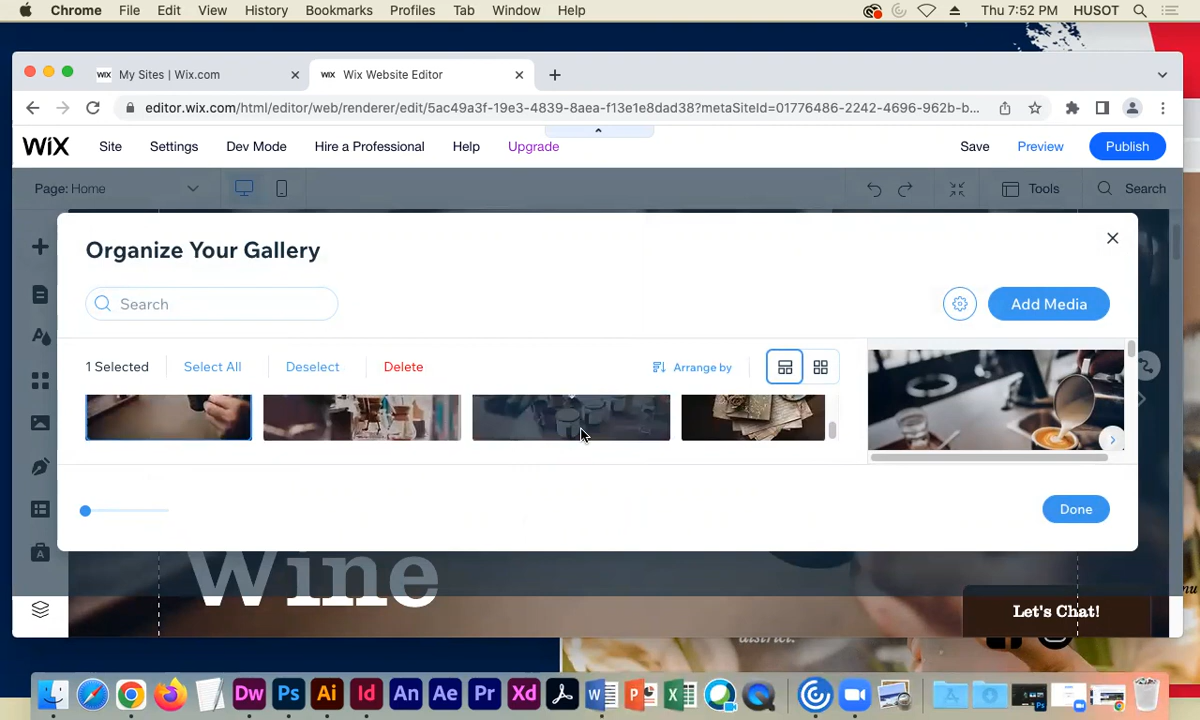 Chrome File Edit View History Bookmarks Profiles Tab Window Help Thu 7:52 PM HUSOT
WiX My Sites | Wix.com WiX Wix Website Editor
editor.wix.com/html/editor/web/renderer/edit/5ac49a3f-19e3-4839-8aea-f13e1e8dad38?metaSiteId=01776486-2242-4696-962b-b...
WiX Site Settings Dev Mode Hire a Professional Help Upgrade Save Preview Publish
Page: Home Tools Search
Organize Your Gallery
Search Add Media
1 Selected Select All Deselect Delete Arrange by
Done
Wine
Let's Chat!
district.
Dw Ps Ai Id An Ae Pr Xd W P X